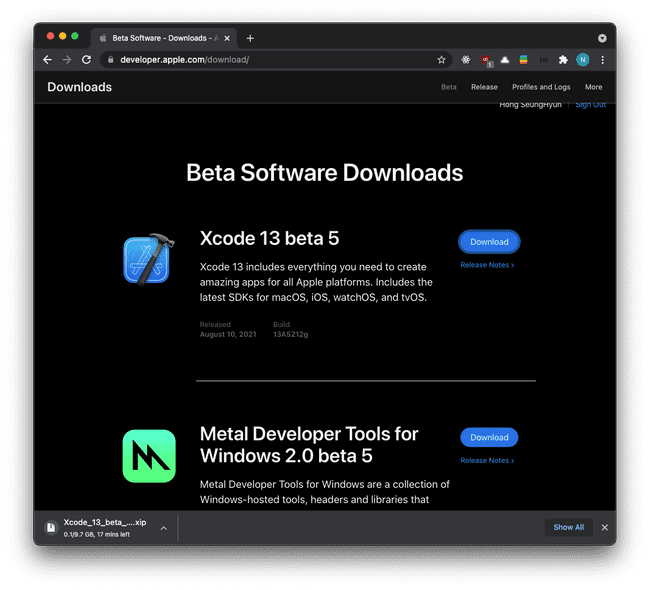 Beta Software - Downloads - A
developer.apple.com/download/
1
N
Downloads
Beta
Release
Profiles and Logs
More
Hong SeungHyun
Sign Out
Beta Software Downloads
Xcode 13 beta 5
Download
Release Notes ›
Xcode 13 includes everything you need to create
amazing apps for all Apple platforms. Includes the
latest SDKs for macOS, iOS, watchOS, and tvOS.
Released
Build
August 10, 2021
13A5212g
Metal Developer Tools for
Windows 2.0 beta 5
Download
Release Notes ›
Metal Developer Tools for Windows are a collection of
Windows-hosted tools, headers and libraries that
Xcode_13_beta_....xip
0.1/9.7 GB, 17 mins left
Show All